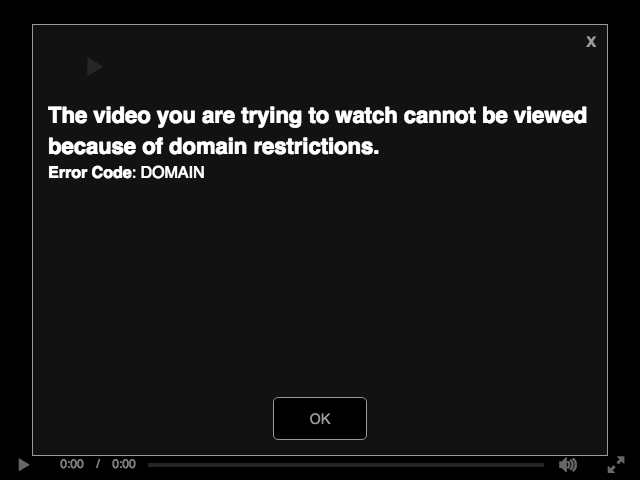 X
The video you are trying to watch cannot be viewed
because of domain restrictions.
Error Code: DOMAIN
OK
0:00 / 0:00